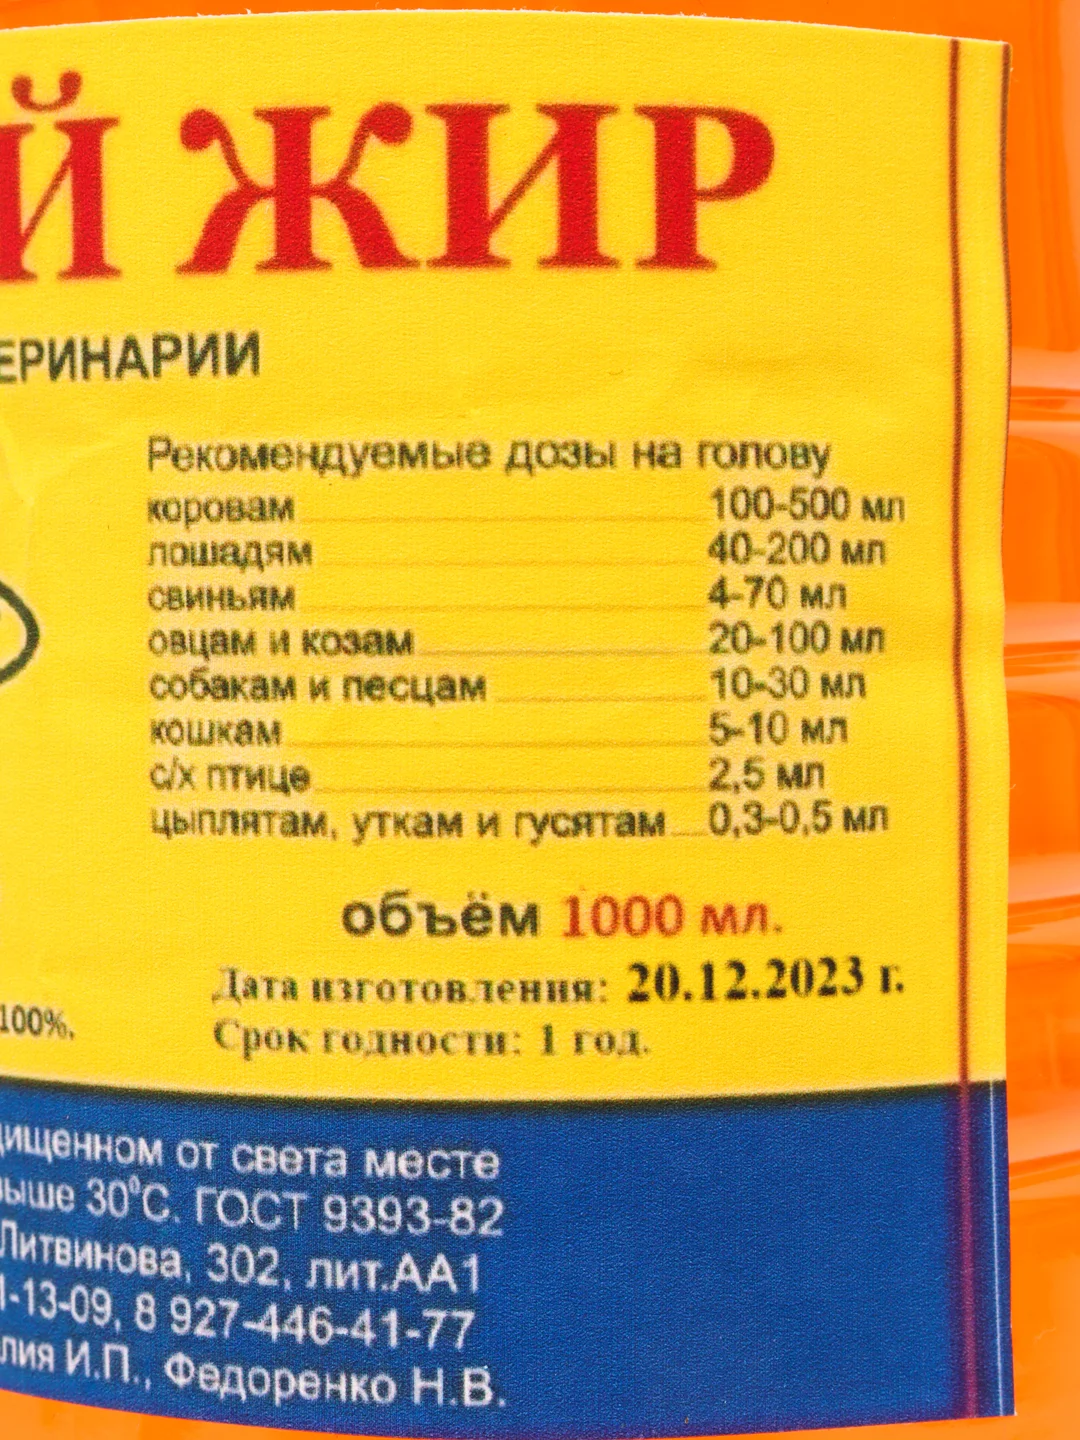 Й ЖИР
ЕРИНАРИИ
Рекомендуемые дозы на голову
коровам 100-500 мл
лошадям 40-200 мл
свиньям 4-70 мл
овцам и козам 20-100 мл
собакам и песцам 10-30 мл
кошкам 5-10 мл
с/х птице 2,5 мл
цыплятам, уткам и гусятам 0,3-0,5 мл
объём 1000 мл.
Дата изготовления: 20.12.2023 г.
100%.
Срок годности: 1 год.
ищенном от света месте
выше 30°С. ГОСТ 9393-82
Литвинова, 302, лит.АА1
1-13-09, 8 927-446-41-77
лия И.П., Федоренко Н.В.